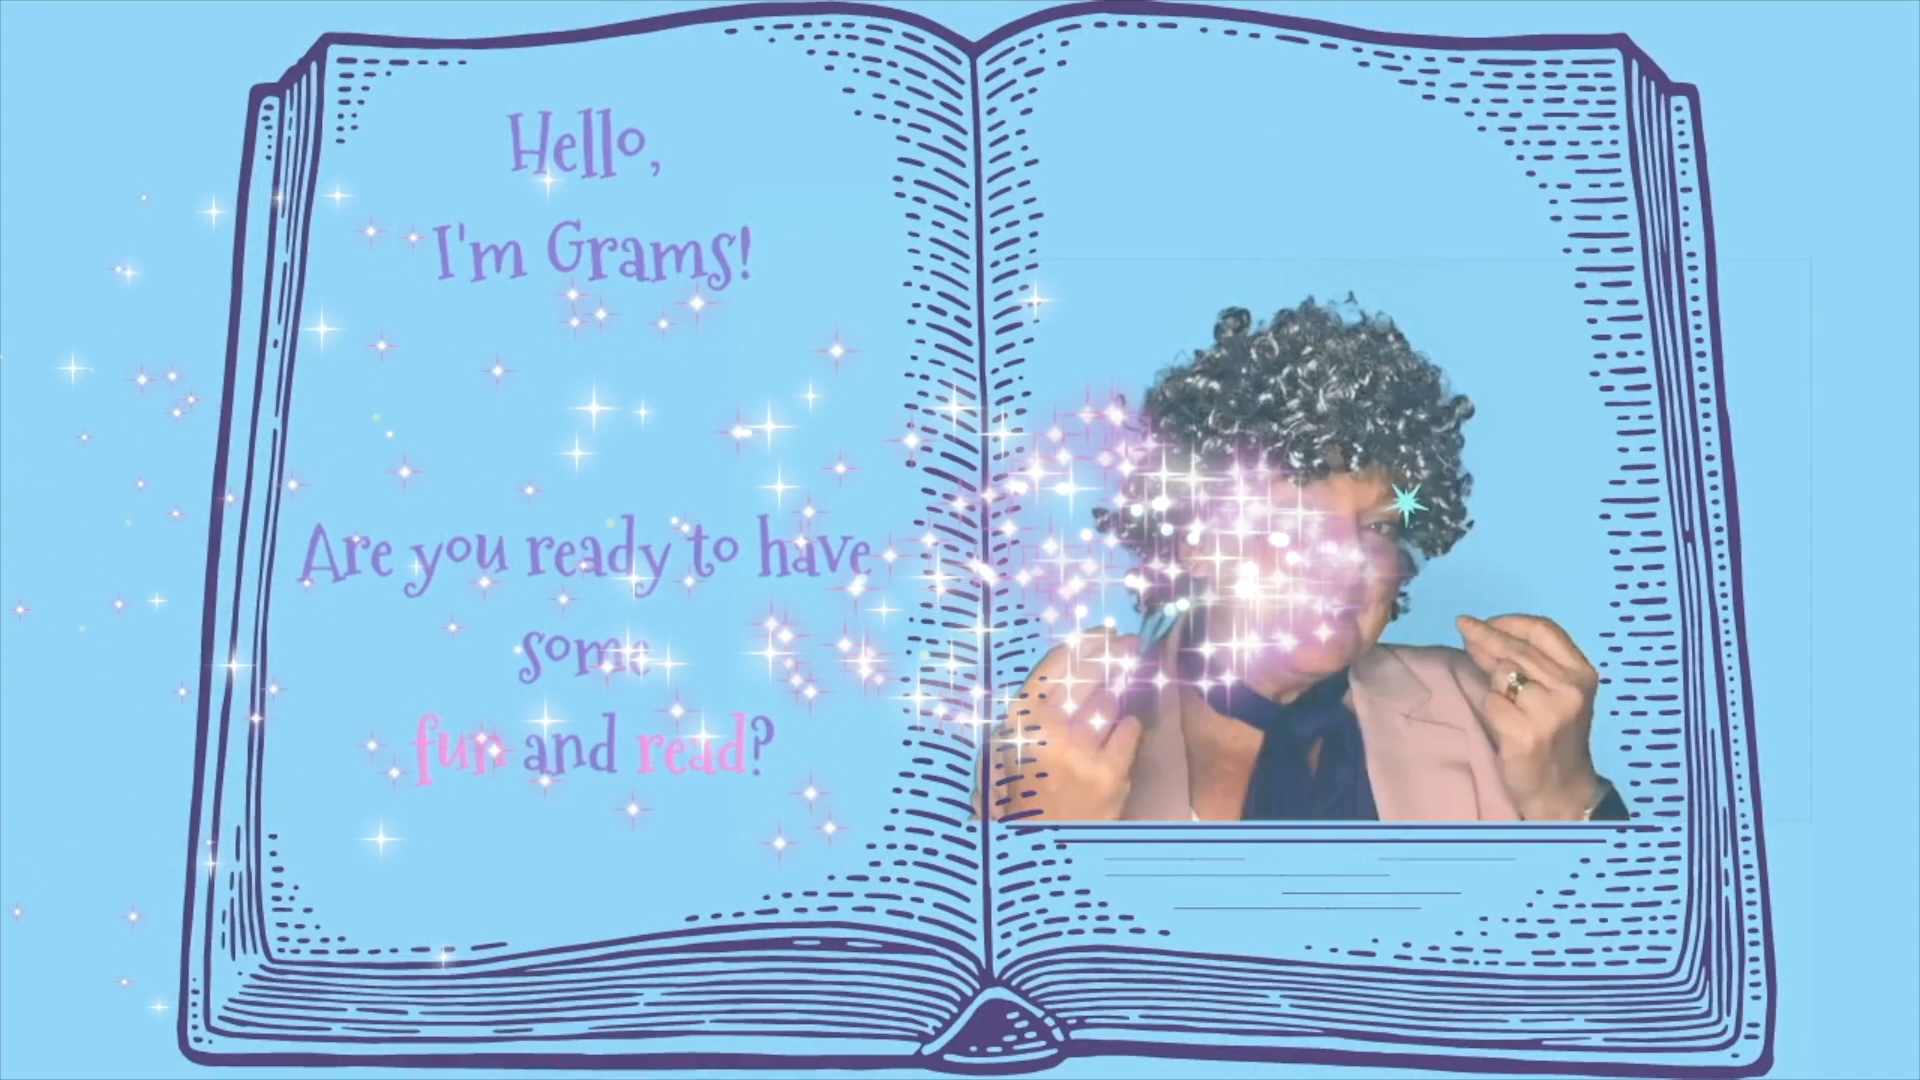 Hello,
I'm Grams!
Are you ready to have
some
fun and read?